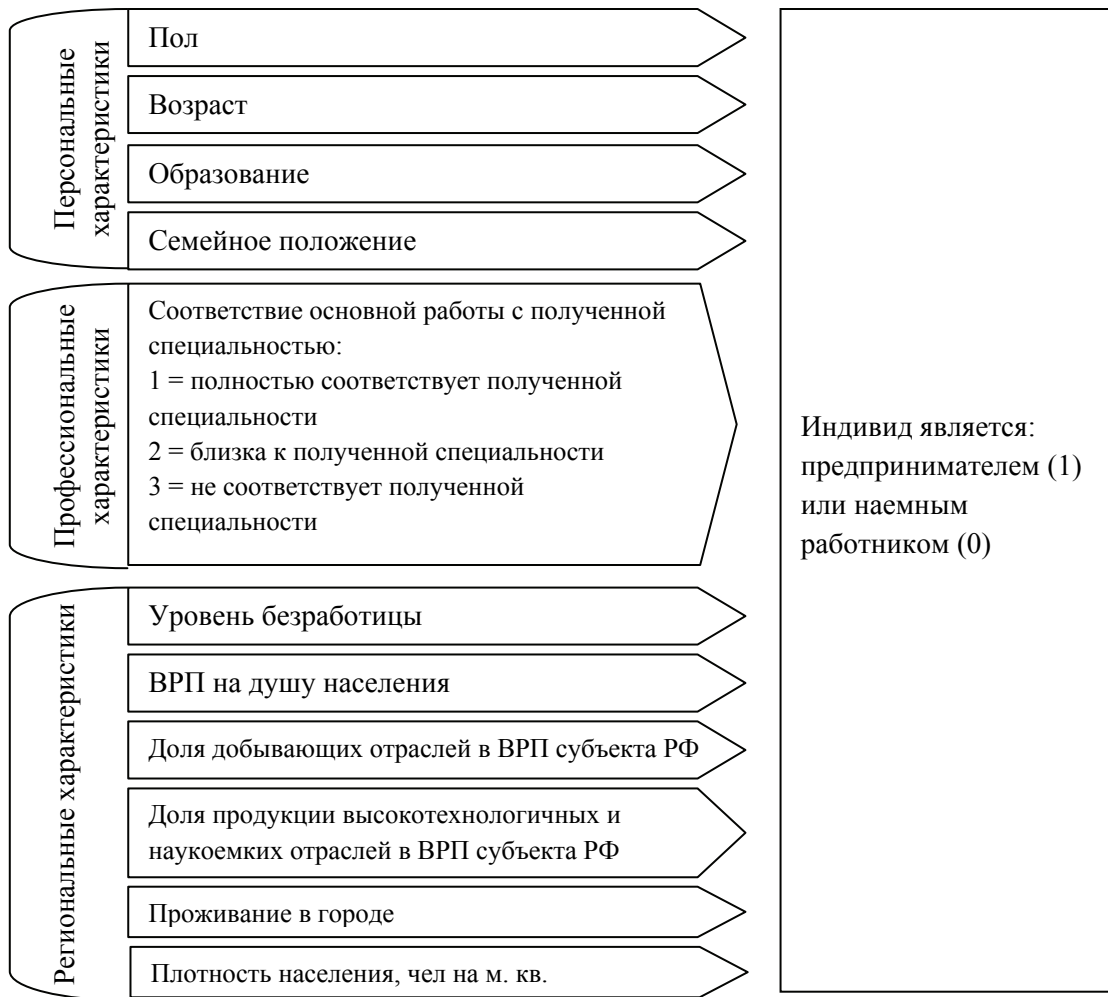 Персональные
характеристики
Пол
Возраст
Образование
Семейное положение
Профессиональные
характеристики
Соответствие основной работы с полученной
специальностью:
1 = полностью соответствует полученной
специальности
2 = близка к полученной специальности
3 = не соответствует полученной
специальности
Региональные характеристики
Уровень безработицы
ВРП на душу населения
Доля добывающих отраслей в ВРП субъекта РФ
Доля продукции высокотехнологичных и
наукоемких отраслей в ВРП субъекта РФ
Проживание в городе
Плотность населения, чел на м. кв.
Индивид является:
предпринимателем (1)
или наемным
работником (0)